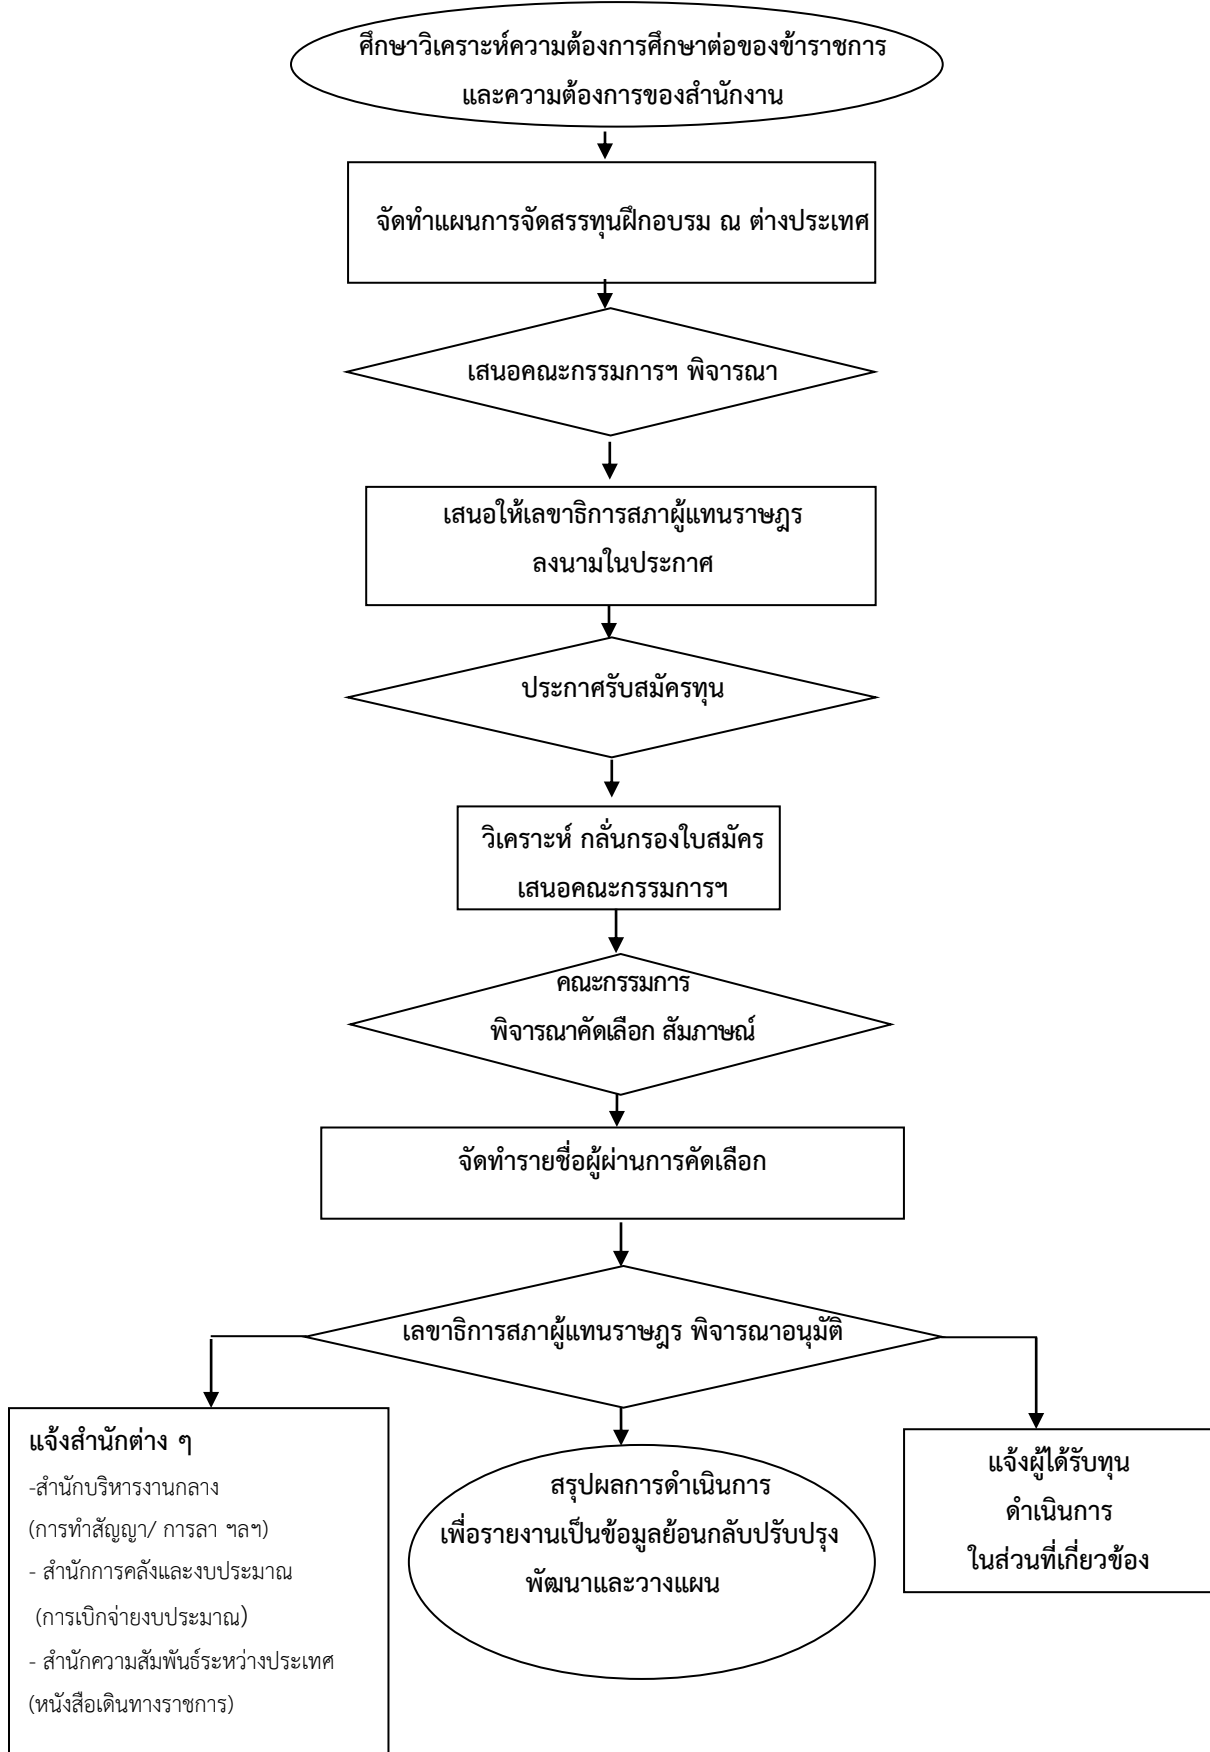 ศึกษาวิเคราะห์ความต้องการศึกษาต่อของข้าราชการ
และความต้องการของสำนักงาน
จัดทำแผนการจัดสรรทุนฝึกอบรม ณ ต่างประเทศ
เสนอคณะกรรมการฯ พิจารณา
เสนอให้เลขาธิการสภาผู้แทนราษฎร
ลงนามในประกาศ
ประกาศรับสมัครทุน
วิเคราะห์ กลั่นกรองใบสมัคร
เสนอคณะกรรมการฯ
คณะกรรมการ
พิจารณาคัดเลือก สัมภาษณ์
จัดทำรายชื่อผู้ผ่านการคัดเลือก
เลขาธิการสภาผู้แทนราษฎร พิจารณาอนุมัติ
แจ้งสำนักต่าง ๆ
-สำนักบริหารงานกลาง
(การทำสัญญา/ การลา ฯลฯ)
- สำนักการคลังและงบประมาณ
(การเบิกจ่ายงบประมาณ)
- สำนักความสัมพันธ์ระหว่างประเทศ
(หนังสือเดินทางราชการ)
สรุปผลการดำเนินการ
เพื่อรายงานเป็นข้อมูลย้อนกลับปรับปรุง
พัฒนาและวางแผน
แจ้งผู้ได้รับทุน
ดำเนินการ
ในส่วนที่เกี่ยวข้อง